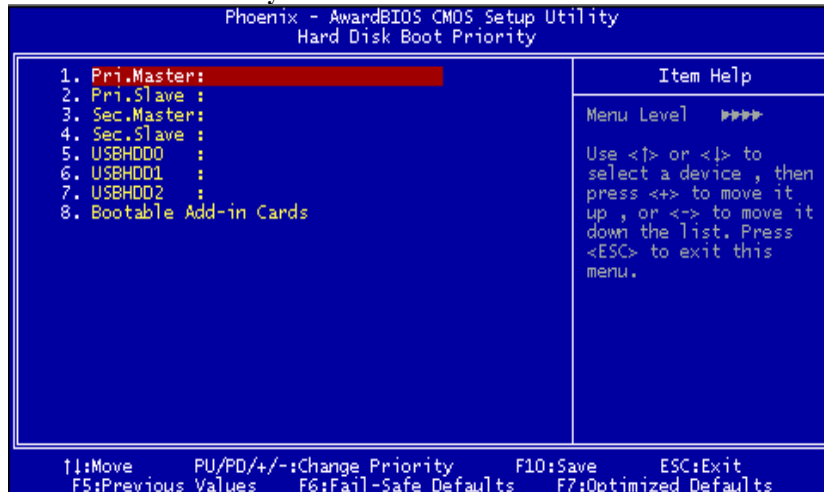 Phoenix - AwardBIOS CMOS Setup Utility
Hard Disk Boot Priority
1. Pri.Master:
2. Pri.Slave :
3. Sec.Master:
4. Sec.Slave :
5. USBHDD0 :
6. USBHDD1 :
7. USBHDD2 :
8. Bootable Add-in Cards
Item Help
Menu Level ▶▶▶▶
Use <↑> or <↓> to
select a device , then
press <+> to move it
up , or <-> to move it
down the list. Press
<ESC> to exit this
menu.
↑↓:Move PU/PD/+/-:Change Priority F10:Save ESC:Exit
F5:Previous Values F6:Fail-Safe Defaults F7:Optimized Defaults